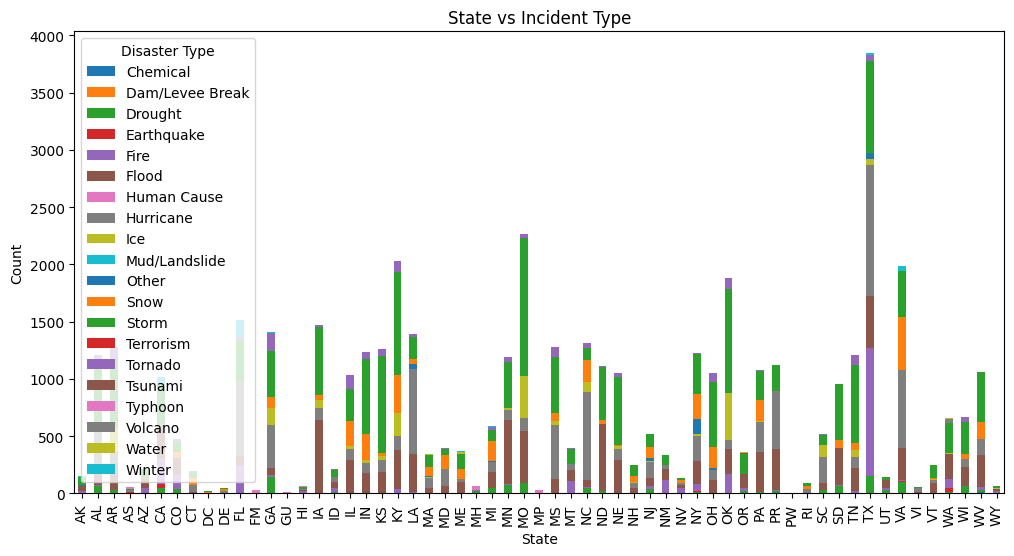 State vs Incident Type
Count
4000
3500
3000
2500
2000
1500
1000
500
0
Disaster Type
Chemical
Dam/Levee Break
Drought
Earthquake
Fire
Flood
Human Cause
Hurricane
Ice
Mud/Landslide
Other
Snow
Storm
Terrorism
Tornado
Tsunami
Typhoon
Volcano
Water
Winter
AK AL AR AS AZ CA CO CT DC DE FL FM GA GU HI IA ID IL IN KS KY LA MA MD ME MH MI MN MO MP MS MT NC ND NE NH NJ NM NV NY OH OK OR PA PR PW RI SC SD TN TX UT VA VI VT WA WI WV WY
State